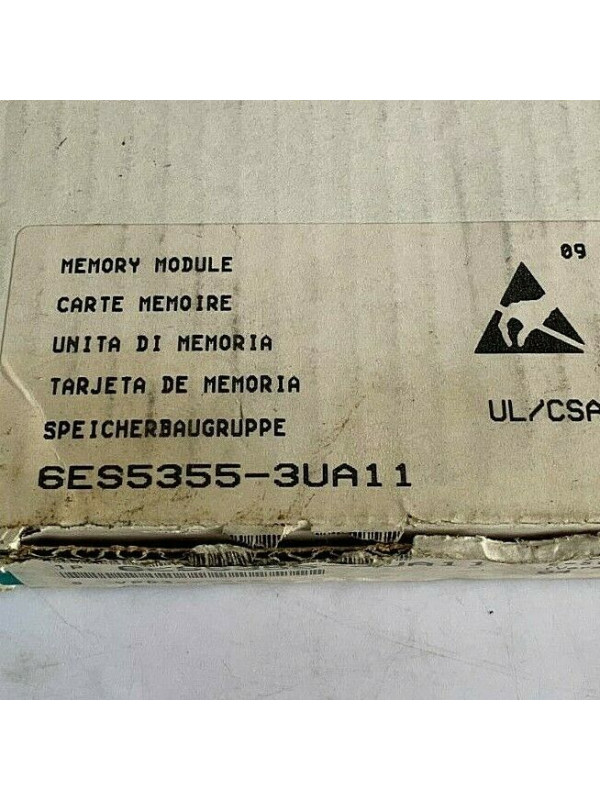 09
MEMORY MODULE
CARTE MEMOIRE
UNITA DI MEMORIA
TARJETA DE MEMORIA
UL/CSA
SPEICHERBAUGRUPPE
6ES5355-3UA11